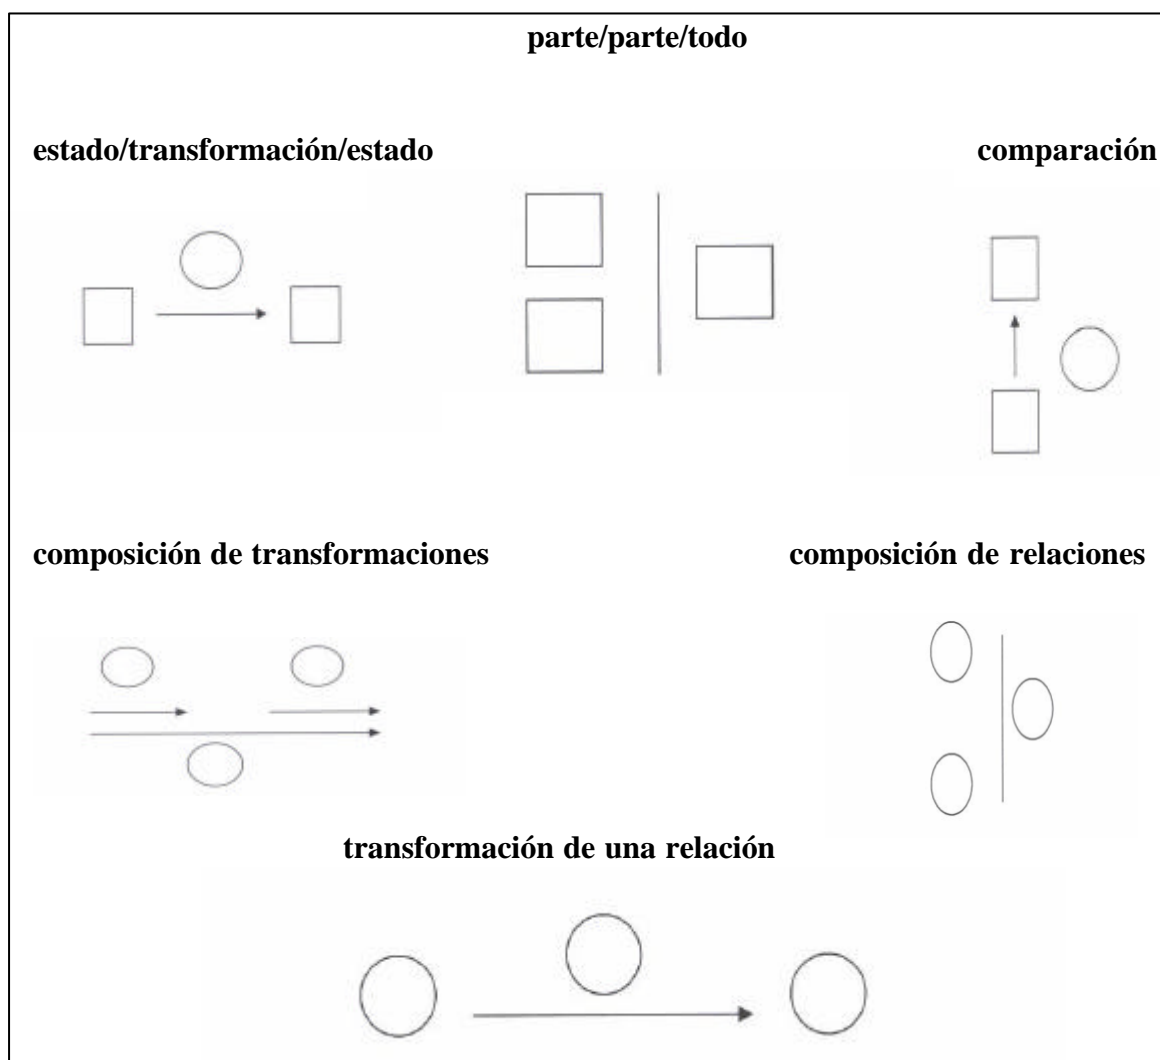 parte/parte/todo
estado/transformación/estado
comparación
composición de transformaciones
composición de relaciones
transformación de una relación